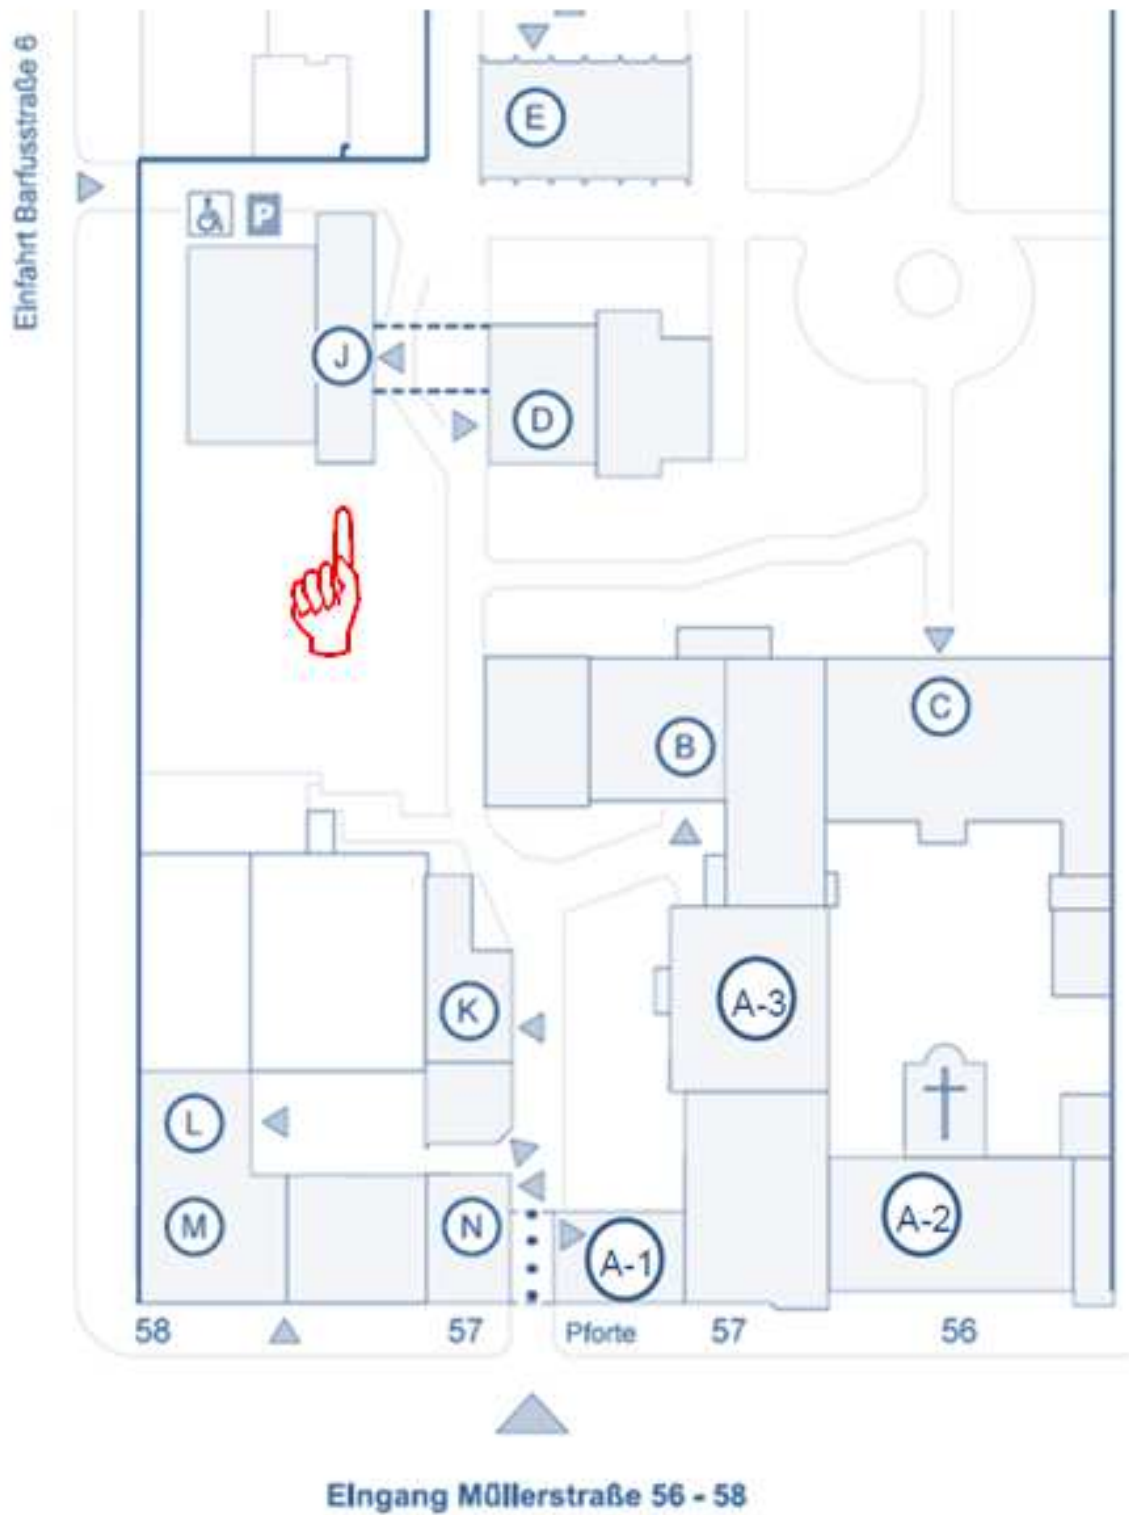 Einfahrt Barfusstraße 6
E
P
J
D
C
B
A-3
K
L
M
N
A-2
A-1
58
57
Pforte
57
56
Eingang Müllerstraße 56 - 58